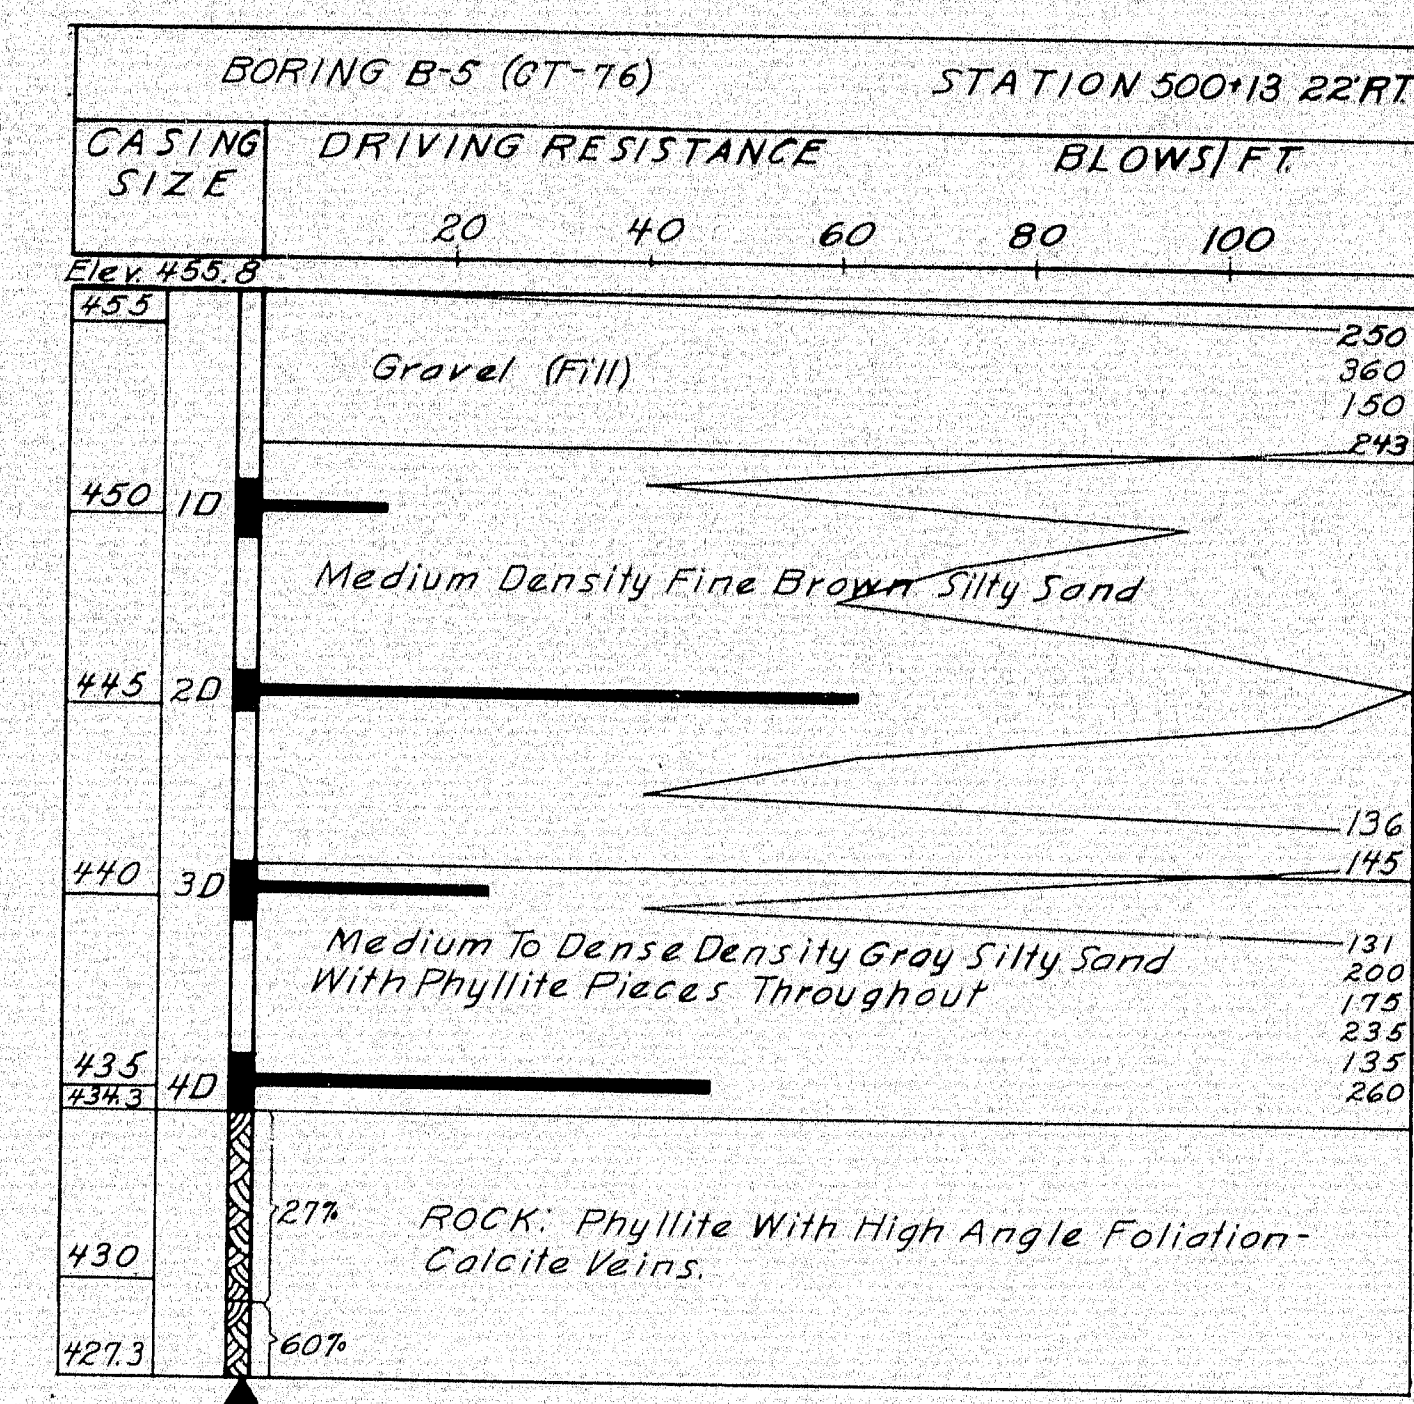 BORING B-5 (GT-76) STATION 500+13 22'RT.
CASING SIZE
DRIVING RESISTANCE BLOWS/FT.
20 40 60 80 100
Elev. 455.8
455
250
Gravel (Fill)
360
150
243
450 1D
Medium Density Fine Brown Silty Sand
445 2D
136
145
440 3D
Medium To Dense Density Gray Silty Sand
With Phyllite Pieces Throughout
131
200
175
235
135
260
435
434.3
4D
27%
ROCK: Phyllite With High Angle Foliation-
Calcite Veins.
430
427.3
60%